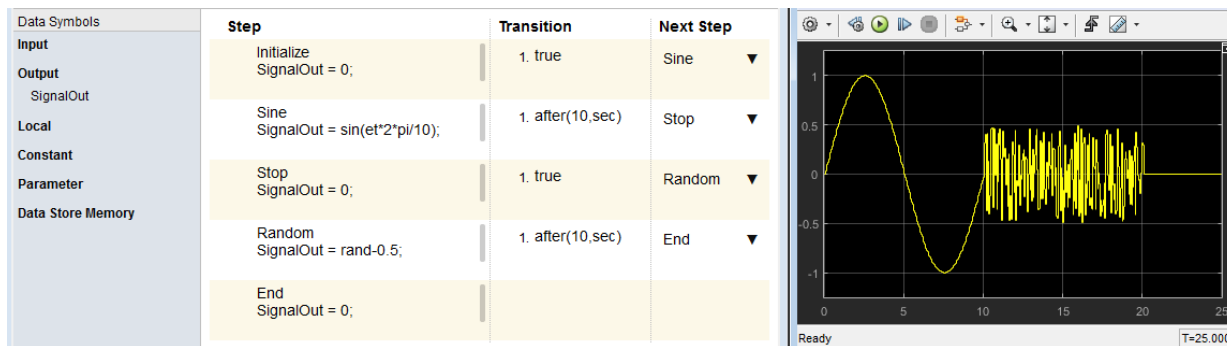 Data Symbols
Input
Output
SignalOut
Local
Constant
Parameter
Data Store Memory
Step Transition Next Step
Initialize
SignalOut = 0;
1. true
Sine ▼
Sine
SignalOut = sin(et*2*pi/10);
1. after(10,sec)
Stop ▼
Stop
SignalOut = 0;
1. true
Random ▼
Random
SignalOut = rand-0.5;
1. after(10,sec)
End ▼
End
SignalOut = 0;
1
0.5
0
-0.5
-1
0 5 10 15 20 25
Ready T=25.000